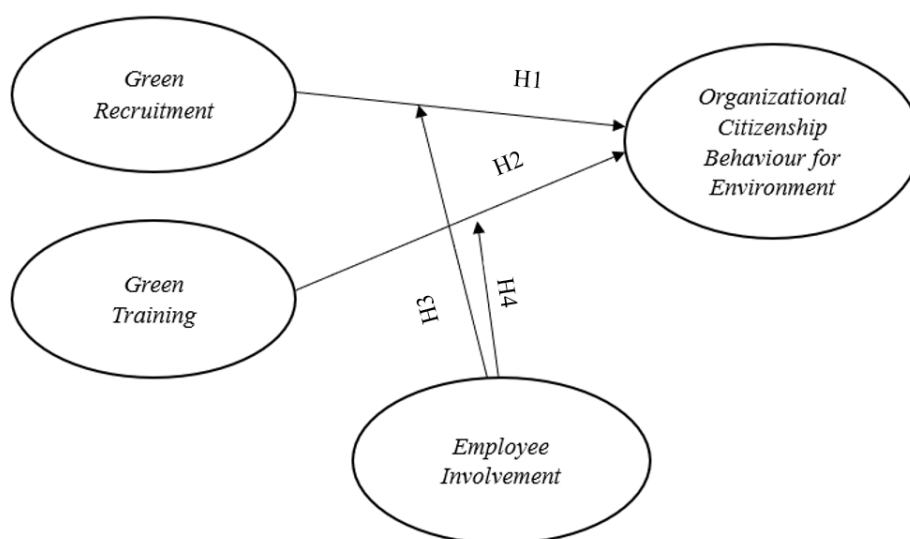 Green
Recruitment
H1
Organizational
Citizenship
Behaviour for
Environment
H2
Green
Training
H3
H4
Employee
Involvement